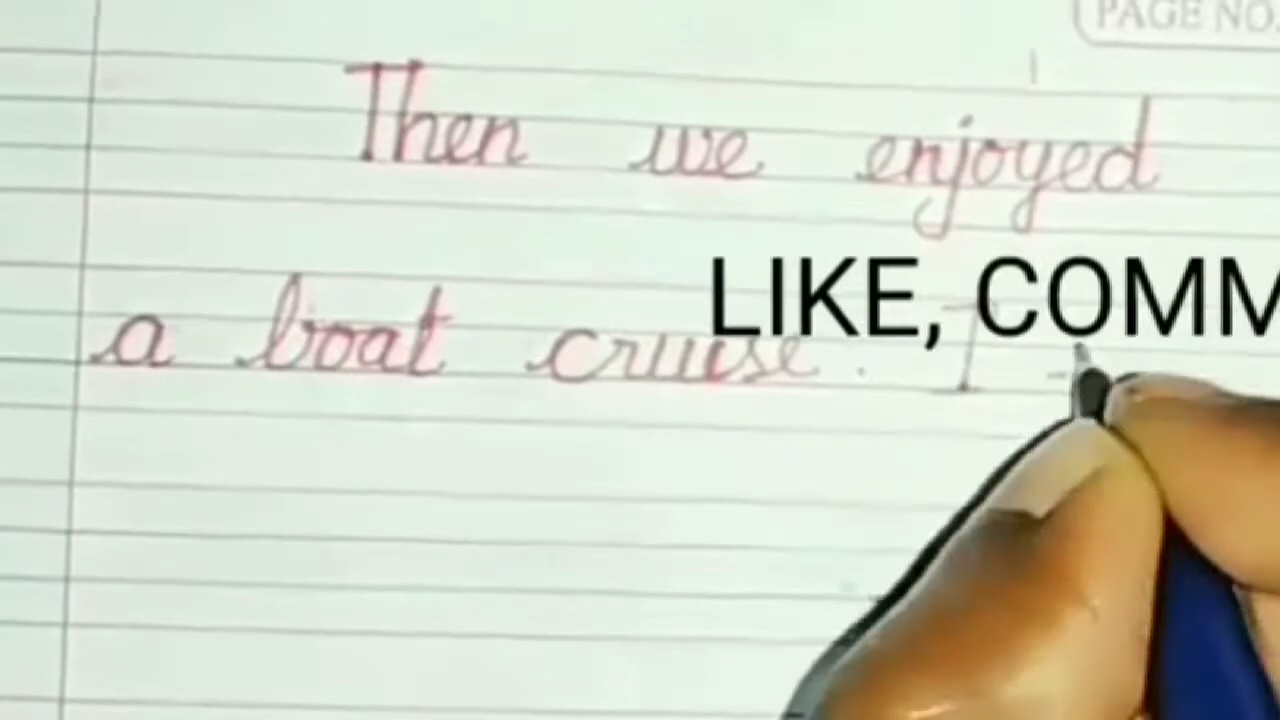 PAGE NO.
Then we enjoyed
LIKE, COMM
a boat cruise. I